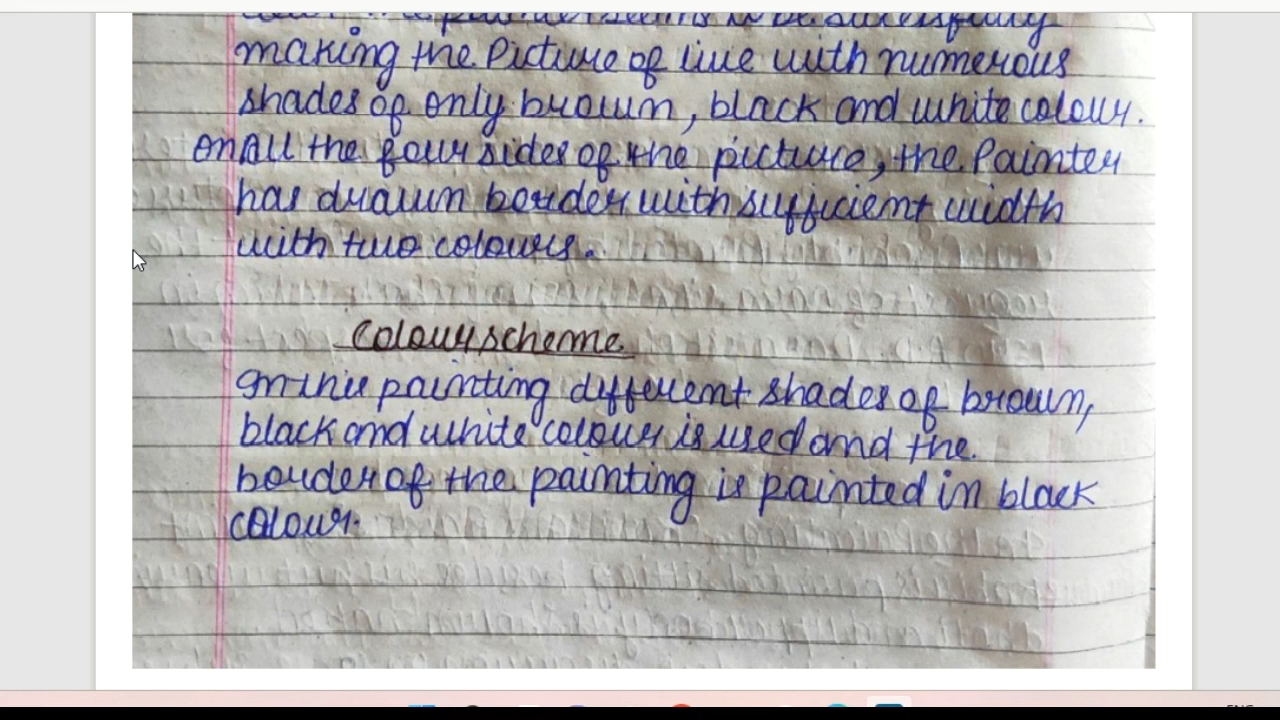 making the Picture of live with numerous
shades of only brown, black and white colour.
on all the four sides of the picture, the Painter
has drawn border with sufficient width
with two colours.
Colour scheme
In this painting different shades of brown,
black and white colour is used and the
border of the painting is painted in black
colour.
ENG